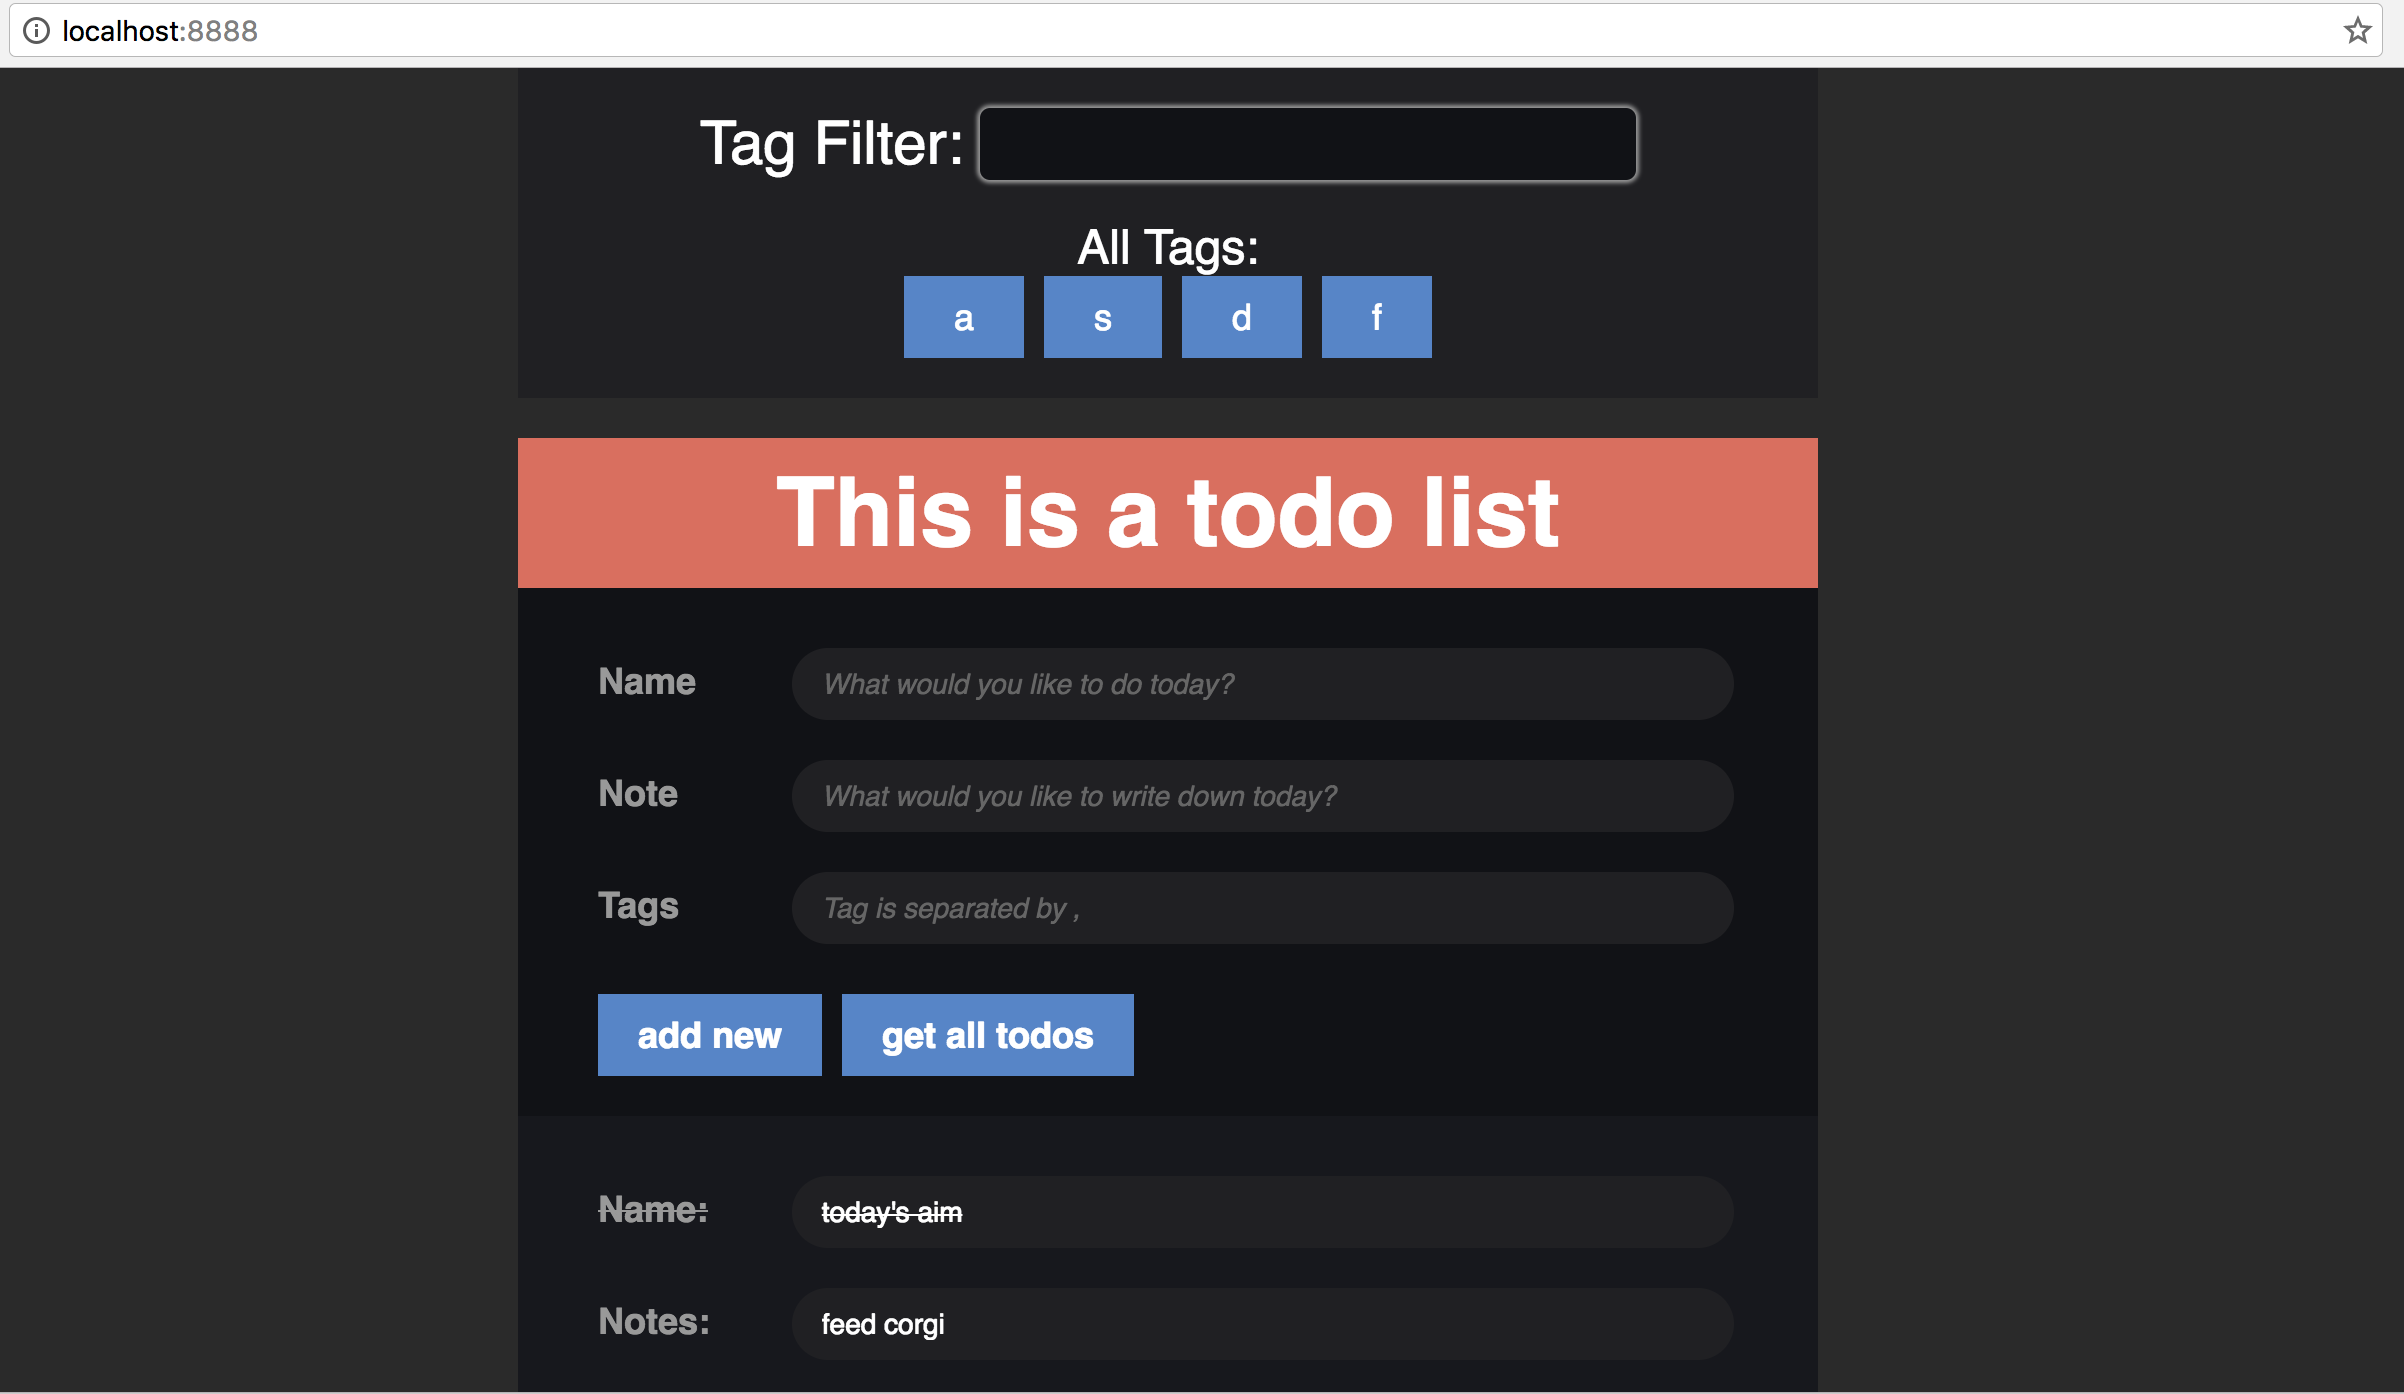 localhost:8888
Tag Filter:
All Tags:
a s d f
This is a todo list
Name What would you like to do today?
Note What would you like to write down today?
Tags Tag is separated by ,
add new get all todos
Name: today's aim
Notes: feed corgi